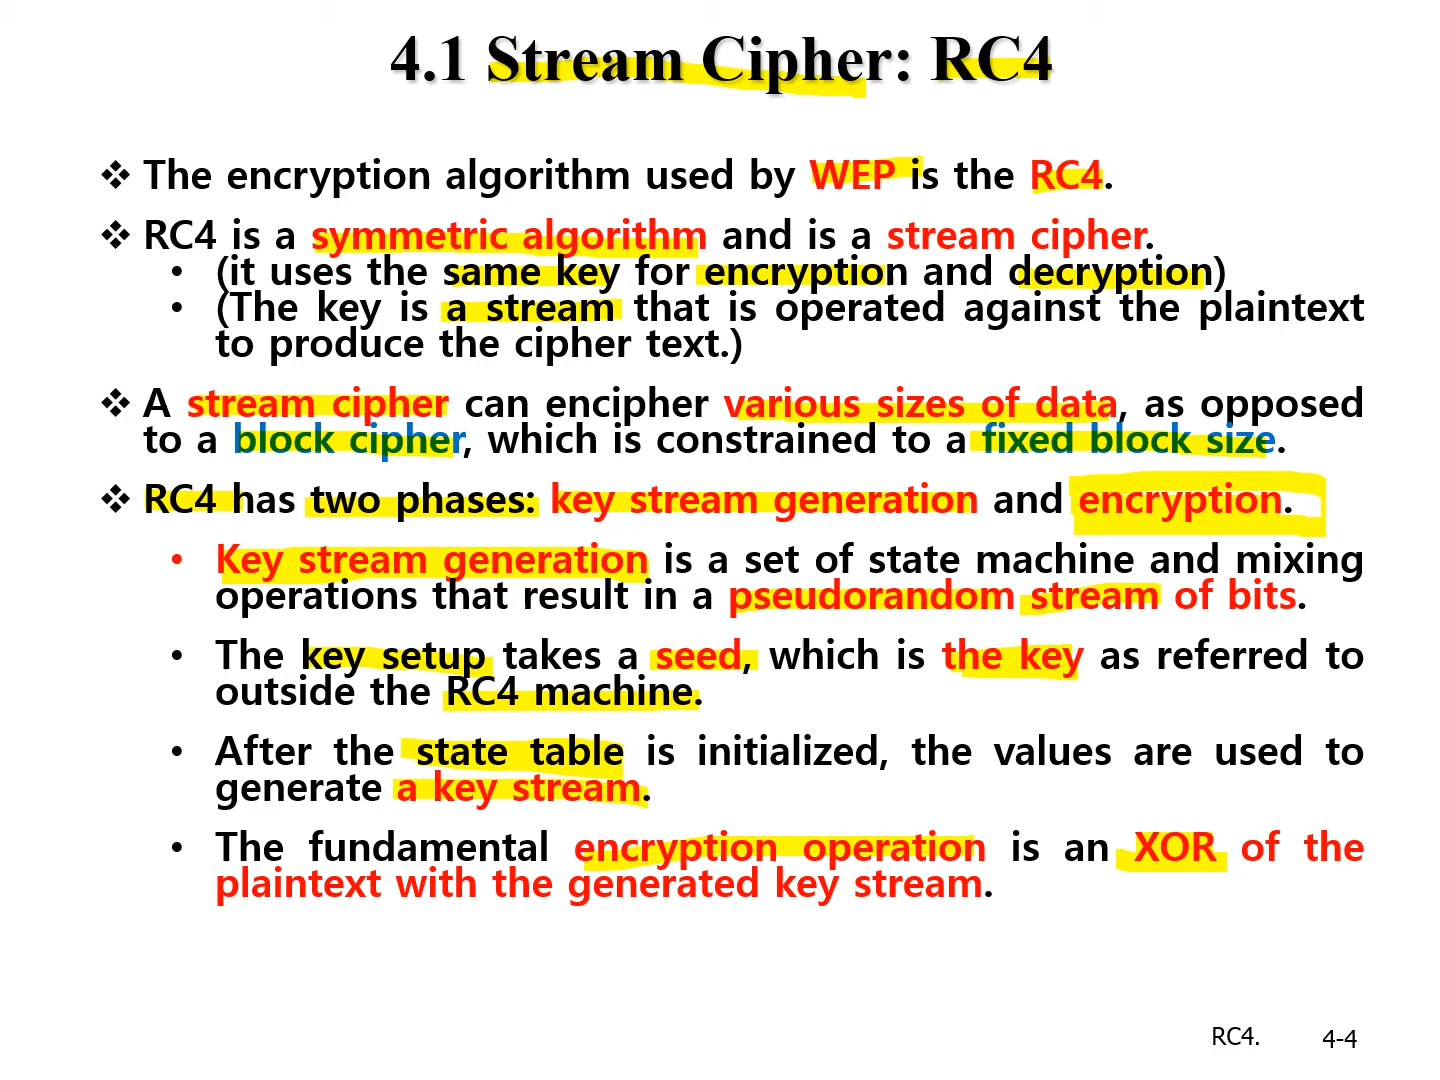 4.1 Stream Cipher: RC4
❖ The encryption algorithm used by WEP is the RC4.
❖ RC4 is a symmetric algorithm and is a stream cipher.
• (it uses the same key for encryption and decryption)
• (The key is a stream that is operated against the plaintext
to produce the cipher text.)
❖ A stream cipher can encipher various sizes of data, as opposed
to a block cipher, which is constrained to a fixed block size.
❖ RC4 has two phases: key stream generation and encryption.
• Key stream generation is a set of state machine and mixing
operations that result in a pseudorandom stream of bits.
• The key setup takes a seed, which is the key as referred to
outside the RC4 machine.
• After the state table is initialized, the values are used to
generate a key stream.
• The fundamental encryption operation is an XOR of the
plaintext with the generated key stream.
RC4. 4-4